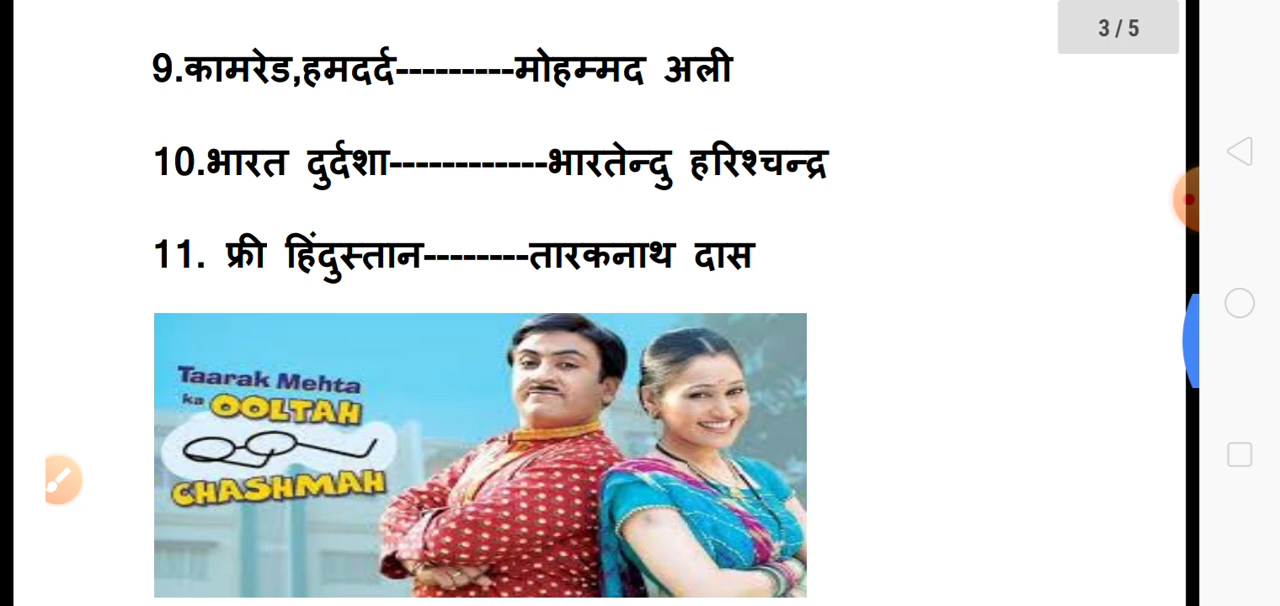 3 / 5
9.कामरेड,हमदर्द---------मोहम्मद अली
10.भारत दुर्दशा------------भारतेन्दु हरिश्चन्द्र
11. फ्री हिंदुस्तान--------तारकनाथ दास
Taarak Mehta
ka OOLTAH
CHASHMAH